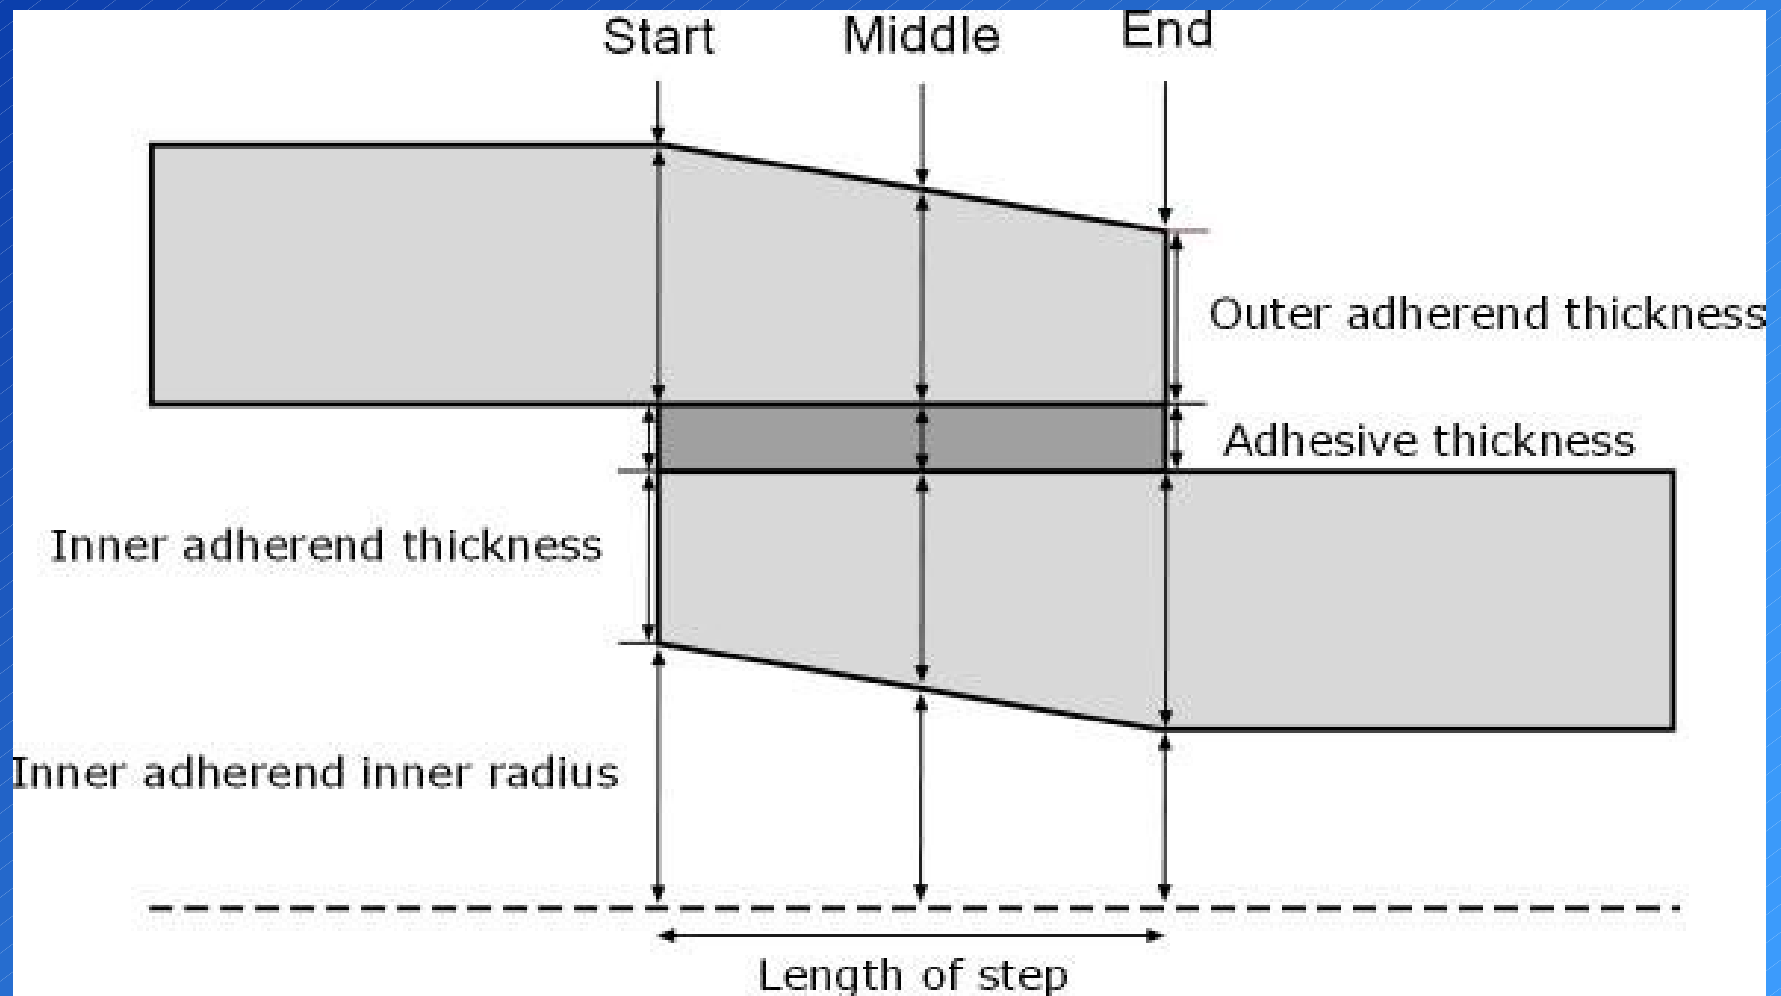 Start
Middle
End
Outer adherend thickness
Adhesive thickness
Inner adherend thickness
Inner adherend inner radius
Length of step